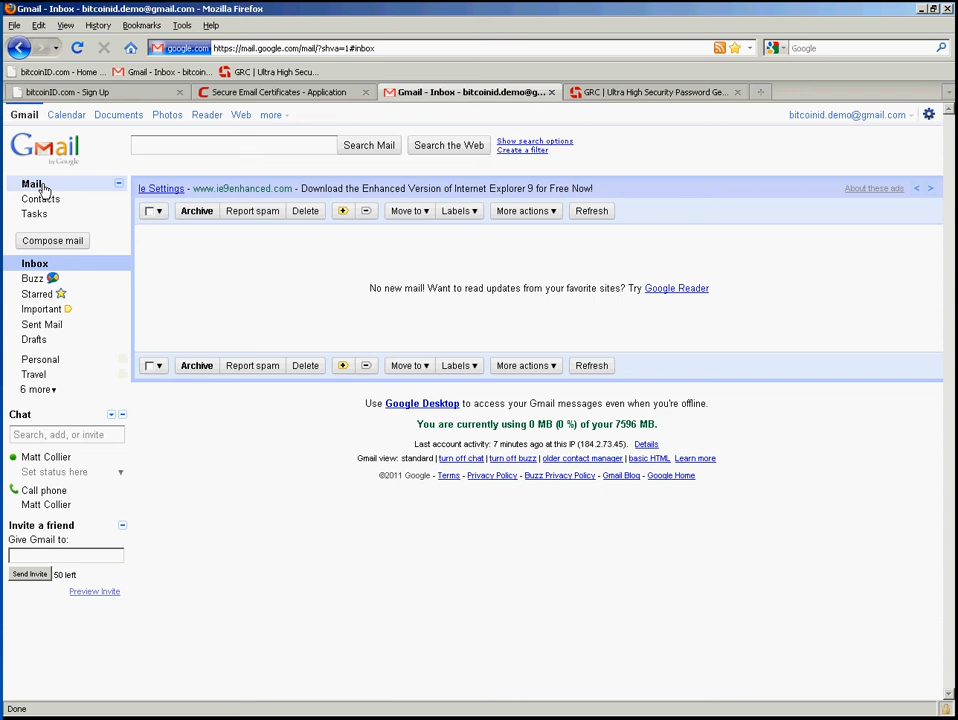 Gmail - Inbox - bitcoinid.demo@gmail.com - Mozilla Firefox
File Edit View History Bookmarks Tools Help
google.com https://mail.google.com/mail/?shva=1#inbox
Google
bitcoinID.com - Home ... Gmail - Inbox - bitcoin... GRC | Ultra High Secu...
bitcoinID.com - Sign Up
Secure Email Certificates - Application
Gmail - Inbox - bitcoinid.demo@g...
GRC | Ultra High Security Password Ge...
Gmail Calendar Documents Photos Reader Web more
bitcoinid.demo@gmail.com
Gmail
by Google
Search Mail
Search the Web
Show search options
Create a filter
Mail
Contacts
Tasks
Compose mail
Inbox
Buzz
Starred
Important
Sent Mail
Drafts
Personal
Travel
6 more▾
Chat
Search, add, or invite
Matt Collier
Set status here
Call phone
Matt Collier
Invite a friend
Give Gmail to:
Send Invite 50 left
Preview Invite
Ie Settings - www.ie9enhanced.com - Download the Enhanced Version of Internet Explorer 9 for Free Now!
About these ads < >
Archive Report spam Delete Move to ▾ Labels ▾ More actions ▾ Refresh
No new mail! Want to read updates from your favorite sites? Try Google Reader
Archive Report spam Delete Move to ▾ Labels ▾ More actions ▾ Refresh
Use Google Desktop to access your Gmail messages even when you're offline.
You are currently using 0 MB (0 %) of your 7596 MB.
Last account activity: 7 minutes ago at this IP (184.2.73.45). Details
Gmail view: standard | turn off chat | turn off buzz | older contact manager | basic HTML Learn more
©2011 Google - Terms - Privacy Policy - Buzz Privacy Policy - Gmail Blog - Google Home
Done